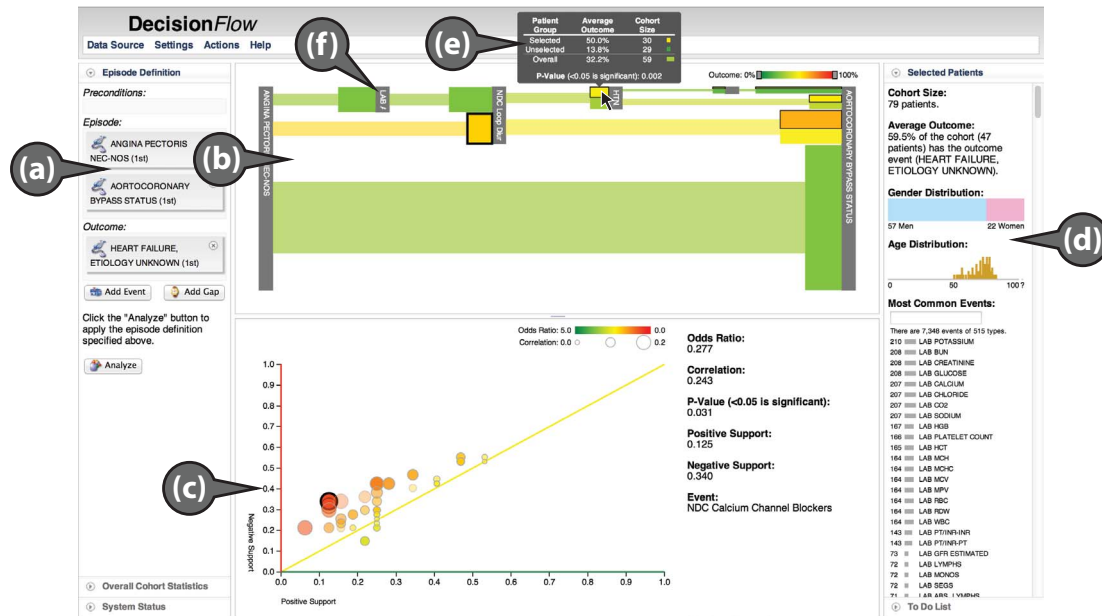 DecisionFlow
Data Source Settings Actions Help
Episode Definition
Preconditions:
Episode:
ANGINA PECTORIS
NEC-NOS (1st)
AORTOCORONARY
BYPASS STATUS (1st)
Outcome:
HEART FAILURE,
ETIOLOGY UNKNOWN (1st)
Add Event Add Gap
Click the "Analyze" button to
apply the episode definition
specified above.
Analyze
Overall Cohort Statistics
System Status
(a)
(b)
(c)
(d)
(e)
(f)
Patient Group Average Outcome Cohort Size
Selected 50.0% 30
Unselected 13.8% 29
Overall 32.2% 59
P-Value (<0.05 is significant): 0.002
Outcome: 0% 100%
LAB
NDC Loop Diur
HTN
AORTOCORONARY BYPASS STATUS
NEC-NOS
Odds Ratio: 5.0 0.0
Correlation: 0.0 0.2
1.0
0.9
0.8
0.7
0.6
0.5
0.4
0.3
0.2
0.1
0.0
0.0 0.1 0.2 0.3 0.4 0.5 0.6 0.7 0.8 0.9 1.0
Negative Support
Positive Support
Odds Ratio:
0.277
Correlation:
0.243
P-Value (<0.05 is significant):
0.031
Positive Support:
0.125
Negative Support:
0.340
Event:
NDC Calcium Channel Blockers
Selected Patients
Cohort Size:
79 patients.
Average Outcome:
59.5% of the cohort (47
patients) has the outcome
event (HEART FAILURE,
ETIOLOGY UNKNOWN).
Gender Distribution:
57 Men 22 Women
Age Distribution:
0 50 100 ?
Most Common Events:
There are 7,348 events of 515 types.
210 LAB POTASSIUM
208 LAB BUN
208 LAB CREATININE
208 LAB GLUCOSE
207 LAB CALCIUM
207 LAB CHLORIDE
207 LAB CO2
207 LAB SODIUM
167 LAB HGB
166 LAB PLATELET COUNT
165 LAB HCT
164 LAB MCH
164 LAB MCHC
164 LAB MCV
164 LAB MPV
164 LAB RBC
164 LAB RDW
164 LAB WBC
143 LAB PT/INR-INR
143 LAB PT/INR-PT
73 LAB GFR ESTIMATED
72 LAB LYMPHS
72 LAB MONOS
72 LAB SEGS
71 LAB ABS. LYMPHS
To Do List